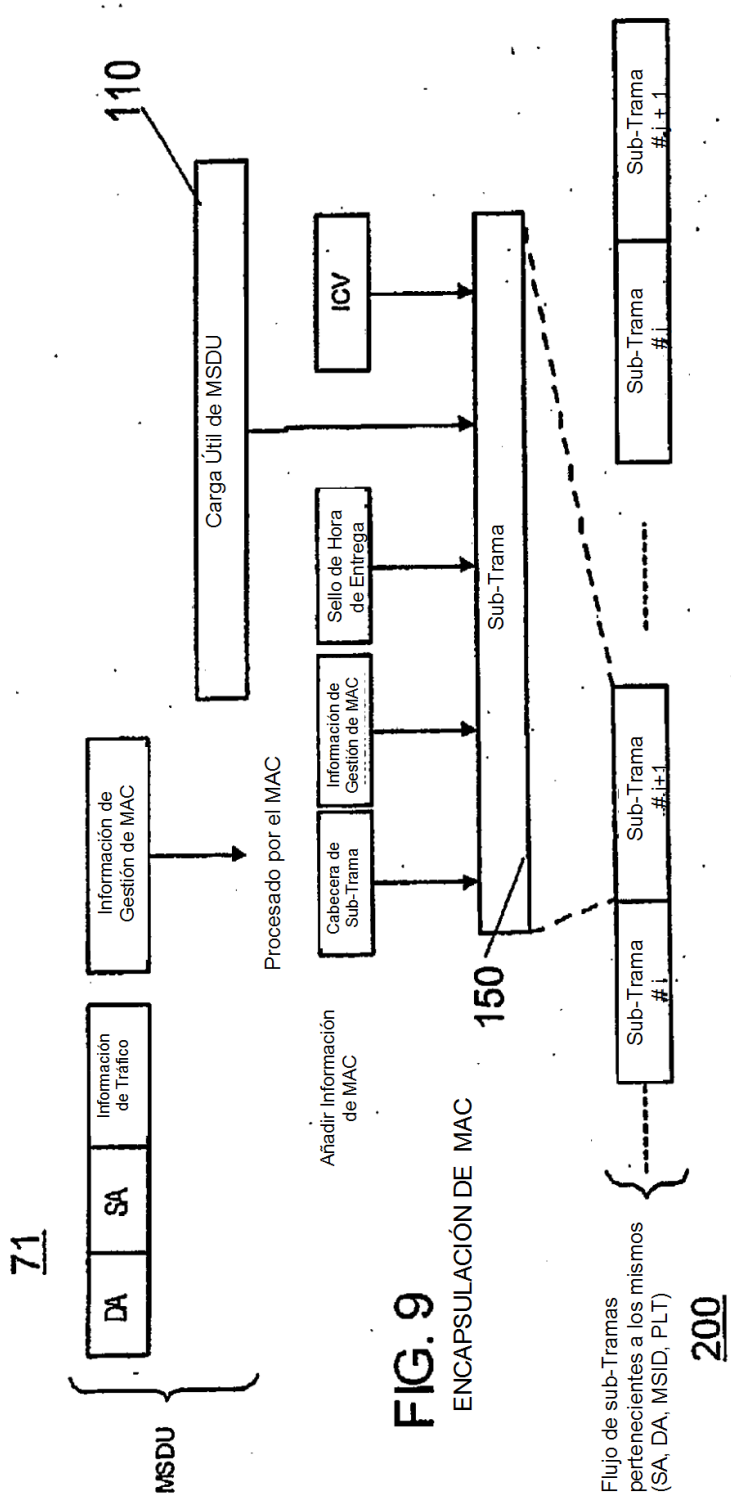 71
MSDU
DA
SA
Información
de Tráfico
Información de
Gestión de MAC
Carga Útil de MSDU
110
Procesado por el MAC
Añadir Información
de MAC
Cabecera de
Sub-Trama
Información de
Gestión de MAC
Sello de Hora
de Entrega
ICV
150
Sub-Trama
FIG. 9
ENCAPSULACIÓN DE MAC
Flujo de sub-Tramas
pertenecientes a los mismos
(SA, DA, MSID, PLT)
200
Sub-Trama
# i
Sub-Trama
# i+1
Sub-Trama
# j
Sub-Trama
# j + 1